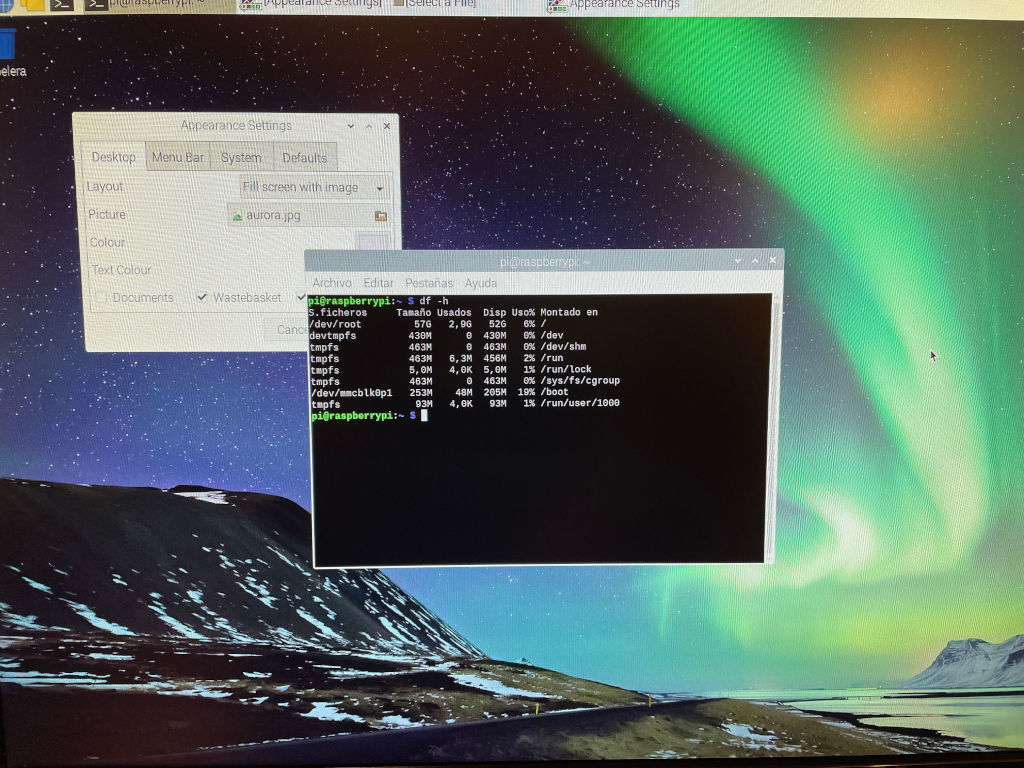 pi@raspberrypi: ~
[Appearance Settings]
[Select a File]
Appearance Settings
elera
Appearance Settings
Desktop
Menu Bar
System
Defaults
Layout
Fill screen with image
Picture
aurora.jpg
Colour
Text Colour
Documents
Wastebasket
pi@raspberrypi: ~
Archivo Editar Pestañas Ayuda
pi@raspberrypi:~ $ df -h
S.ficheros Tamaño Usados Disp Uso% Montado en
/dev/root 57G 2,9G 52G 6% /
devtmpfs 430M 0 430M 0% /dev
tmpfs 463M 0 463M 0% /dev/shm
tmpfs 463M 6,3M 456M 2% /run
tmpfs 5,0M 4,0K 5,0M 1% /run/lock
tmpfs 463M 0 463M 0% /sys/fs/cgroup
/dev/mmcblk0p1 253M 48M 205M 19% /boot
tmpfs 93M 4,0K 93M 1% /run/user/1000
pi@raspberrypi:~ $